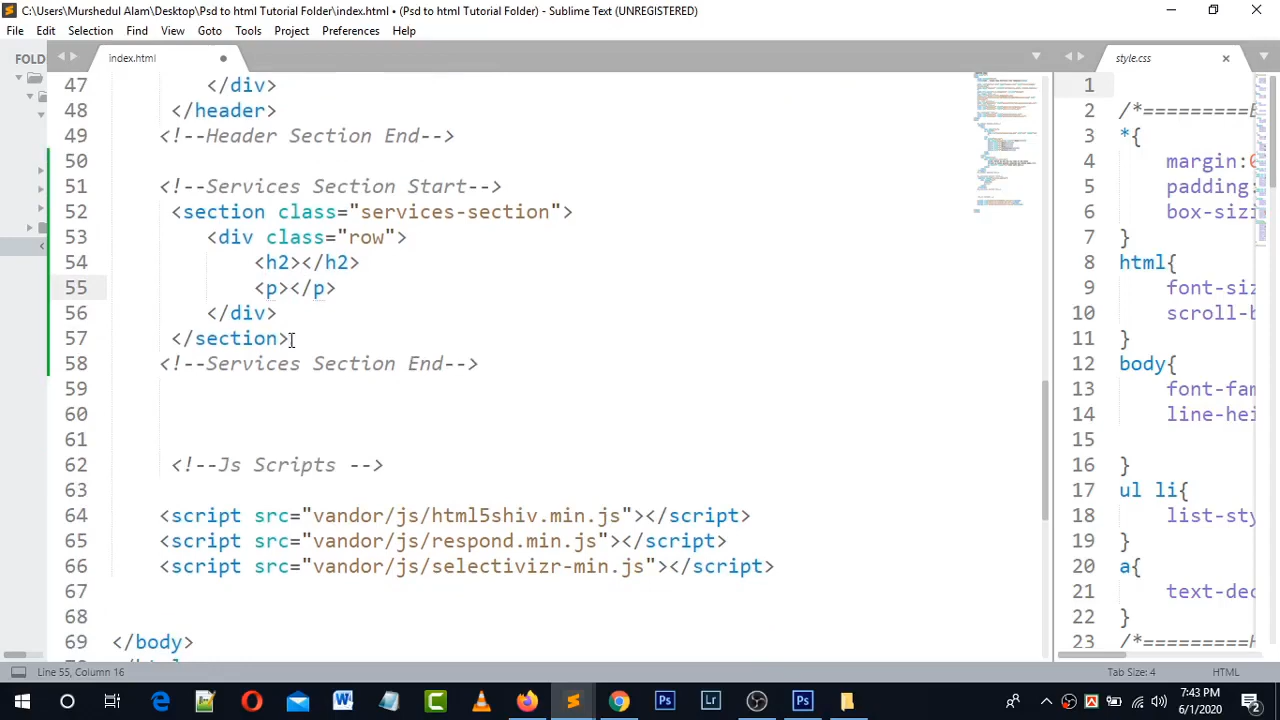 C:\Users\Murshedul Alam\Desktop\Psd to html Tutorial Folder\index.html • (Psd to html Tutorial Folder) - Sublime Text (UNREGISTERED)
File Edit Selection Find View Goto Tools Project Preferences Help
FOLD
index.html
style.css
47 </div>
48 </header>
49 <!--Header Section End-->
50
51 <!--Services Section Start-->
52 <section class="services-section">
53 <div class="row">
54 <h2></h2>
55 <p></p>
56 </div>
57 </section>
58 <!--Services Section End-->
59
60
61
62 <!--Js Scripts -->
63
64 <script src="vandor/js/html5shiv.min.js"></script>
65 <script src="vandor/js/respond.min.js"></script>
66 <script src="vandor/js/selectivizr-min.js"></script>
67
68
69 </body>
1
2 /*=========
3 *{
4 margin:
5 padding:
6 box-sizi
7 }
8 html{
9 font-siz
10 scroll-b
11 }
12 body{
13 font-fam
14 line-hei
15
16 }
17 ul li{
18 list-sty
19 }
20 a{
21 text-dec
22 }
23 /*=========
Line 55, Column 16
Style Size: 4
HTML
7:43 PM
6/1/2020